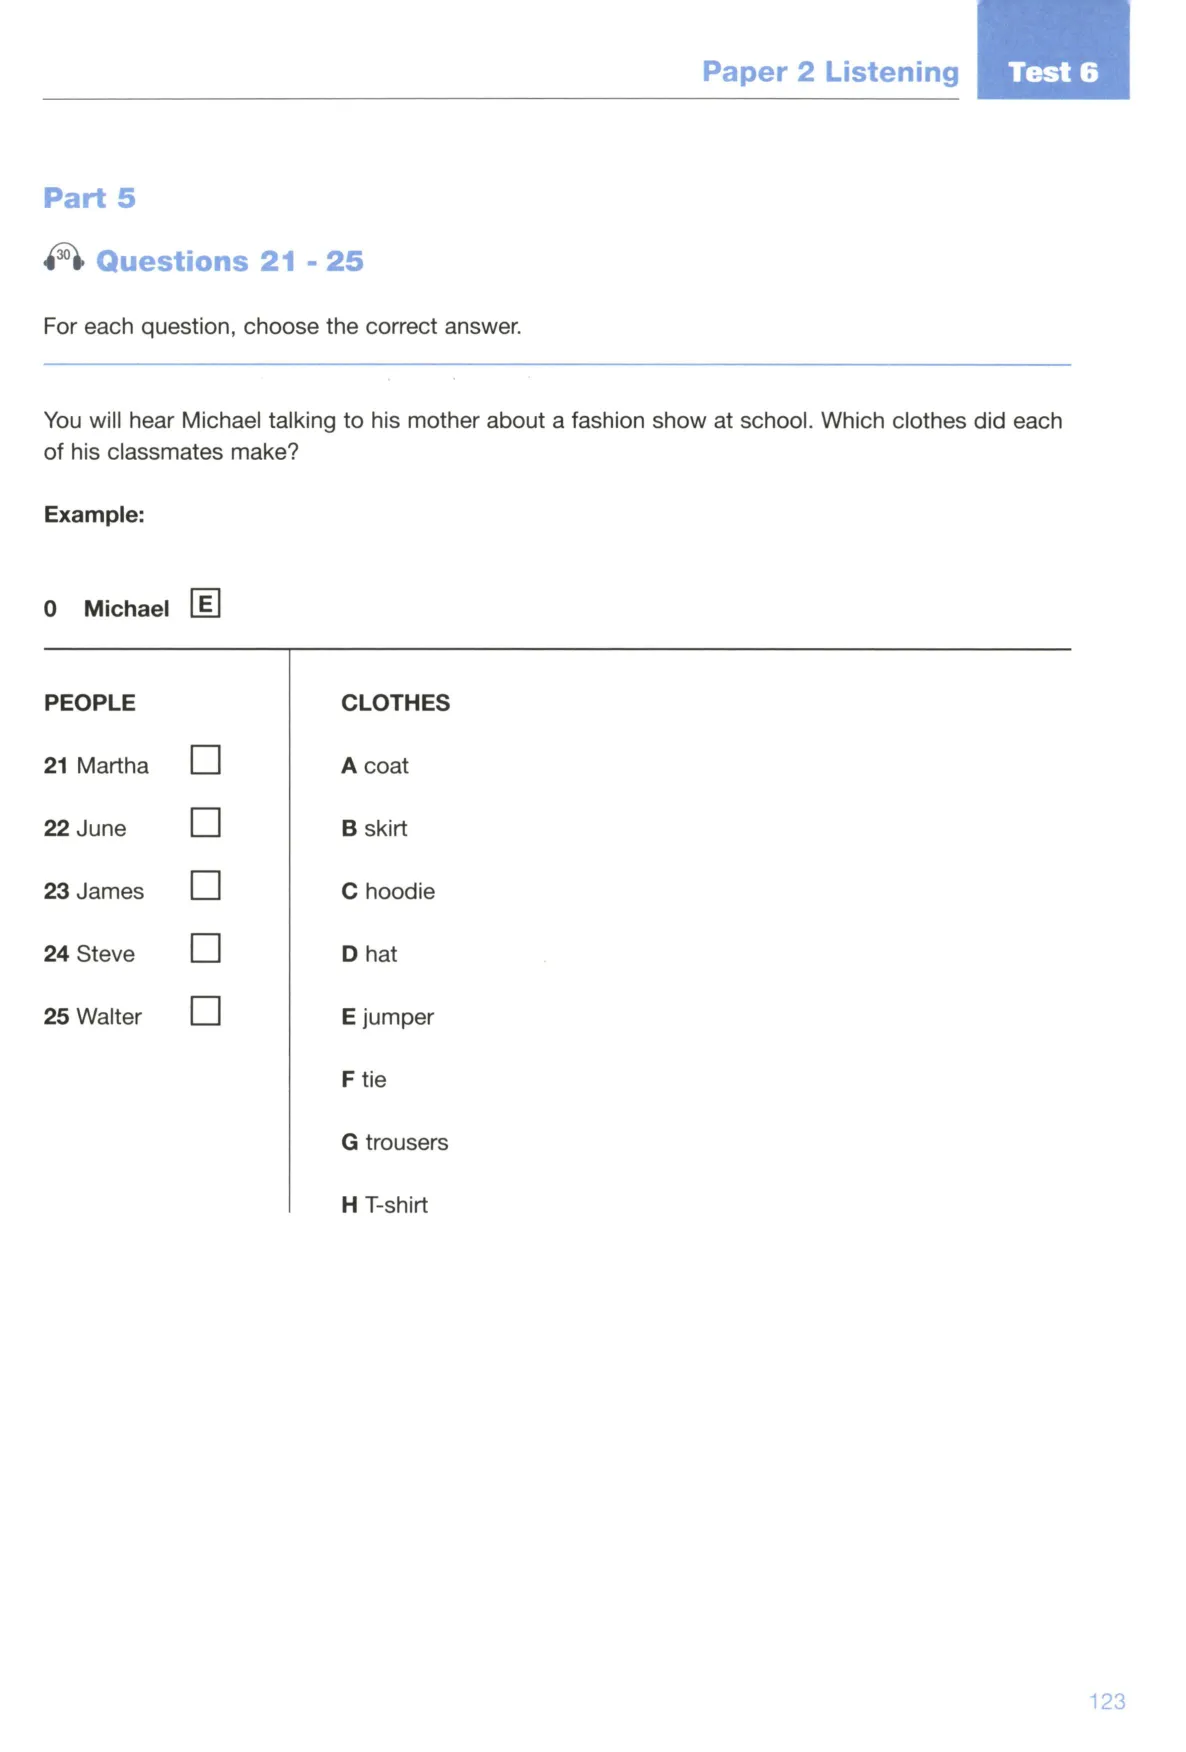 Paper 2 Listening Test 6
Part 5
30 Questions 21 - 25
For each question, choose the correct answer.
You will hear Michael talking to his mother about a fashion show at school. Which clothes did each
of his classmates make?
Example:
0 Michael E
PEOPLE
21 Martha
22 June
23 James
24 Steve
25 Walter
CLOTHES
A coat
B skirt
C hoodie
D hat
E jumper
F tie
G trousers
H T-shirt
123